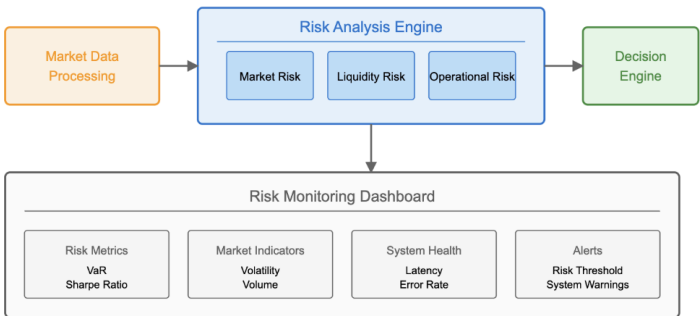 Risk Analysis Engine
Market Data
Processing
Market Risk
Liquidity Risk
Operational Risk
Decision
Engine
Risk Monitoring Dashboard
Risk Metrics
VaR
Sharpe Ratio
Market Indicators
Volatility
Volume
System Health
Latency
Error Rate
Alerts
Risk Threshold
System Warnings